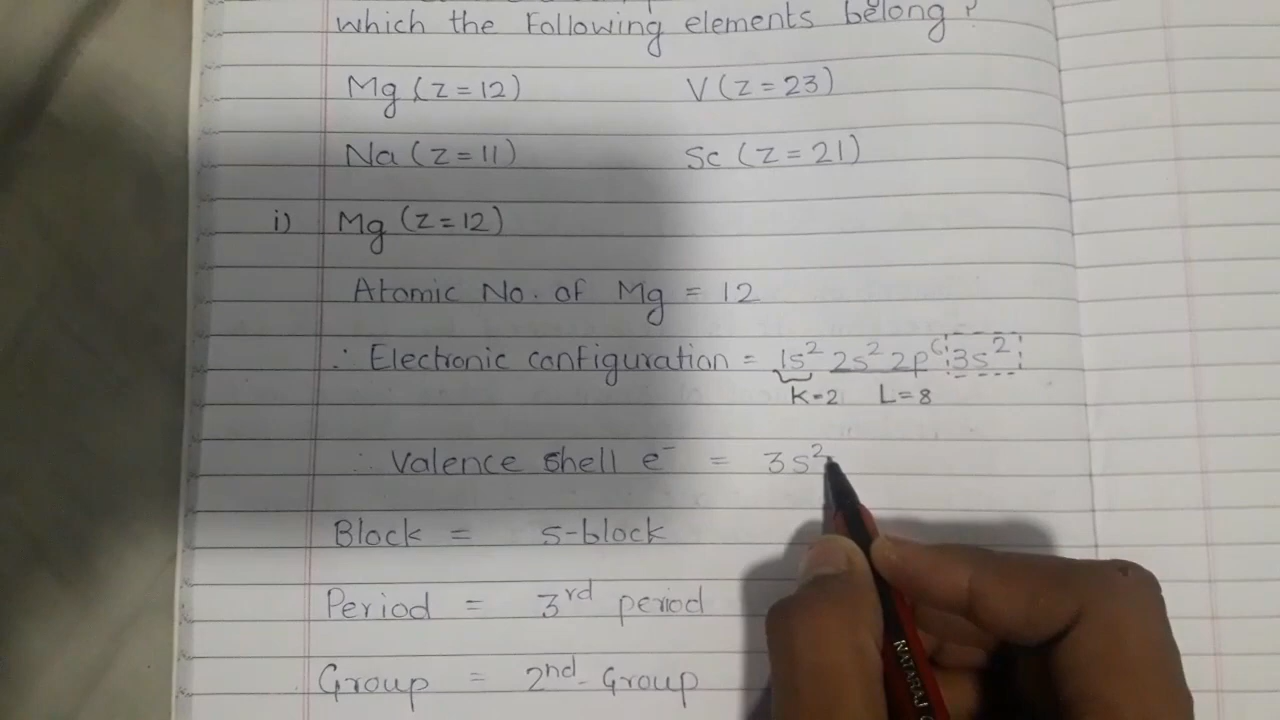 which the following elements belong?
Mg (Z=12) V (Z=23)
Na (Z=11) Sc (Z=21)
i) Mg (Z=12)
Atomic No. of Mg = 12
∴ Electronic configuration = 1s² 2s² 2p⁶ 3s²
K=2 L=8
∴ Valence shell e⁻ = 3s²
Block = s-block
Period = 3rd period
Group = 2nd Group
NATARAJ